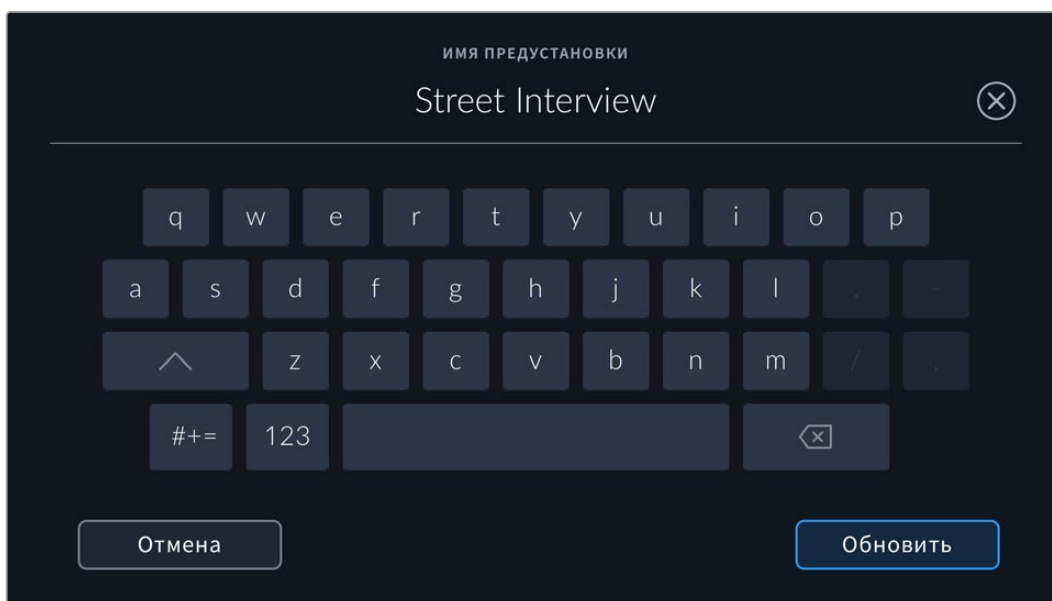 ИМЯ ПРЕДУСТАНОВКИ
Street Interview
q w e r t y u i o p
a s d f g h j k l . -
z x c v b n m / ,
#+= 123
Отмена Обновить